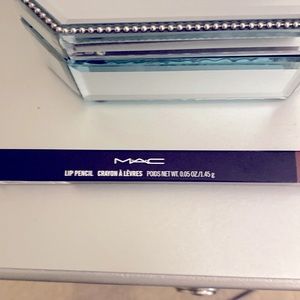 MAC
LIP PENCIL CRAYON À LÈVRES POIDS NET WT. 0.05 OZ./1.45 g